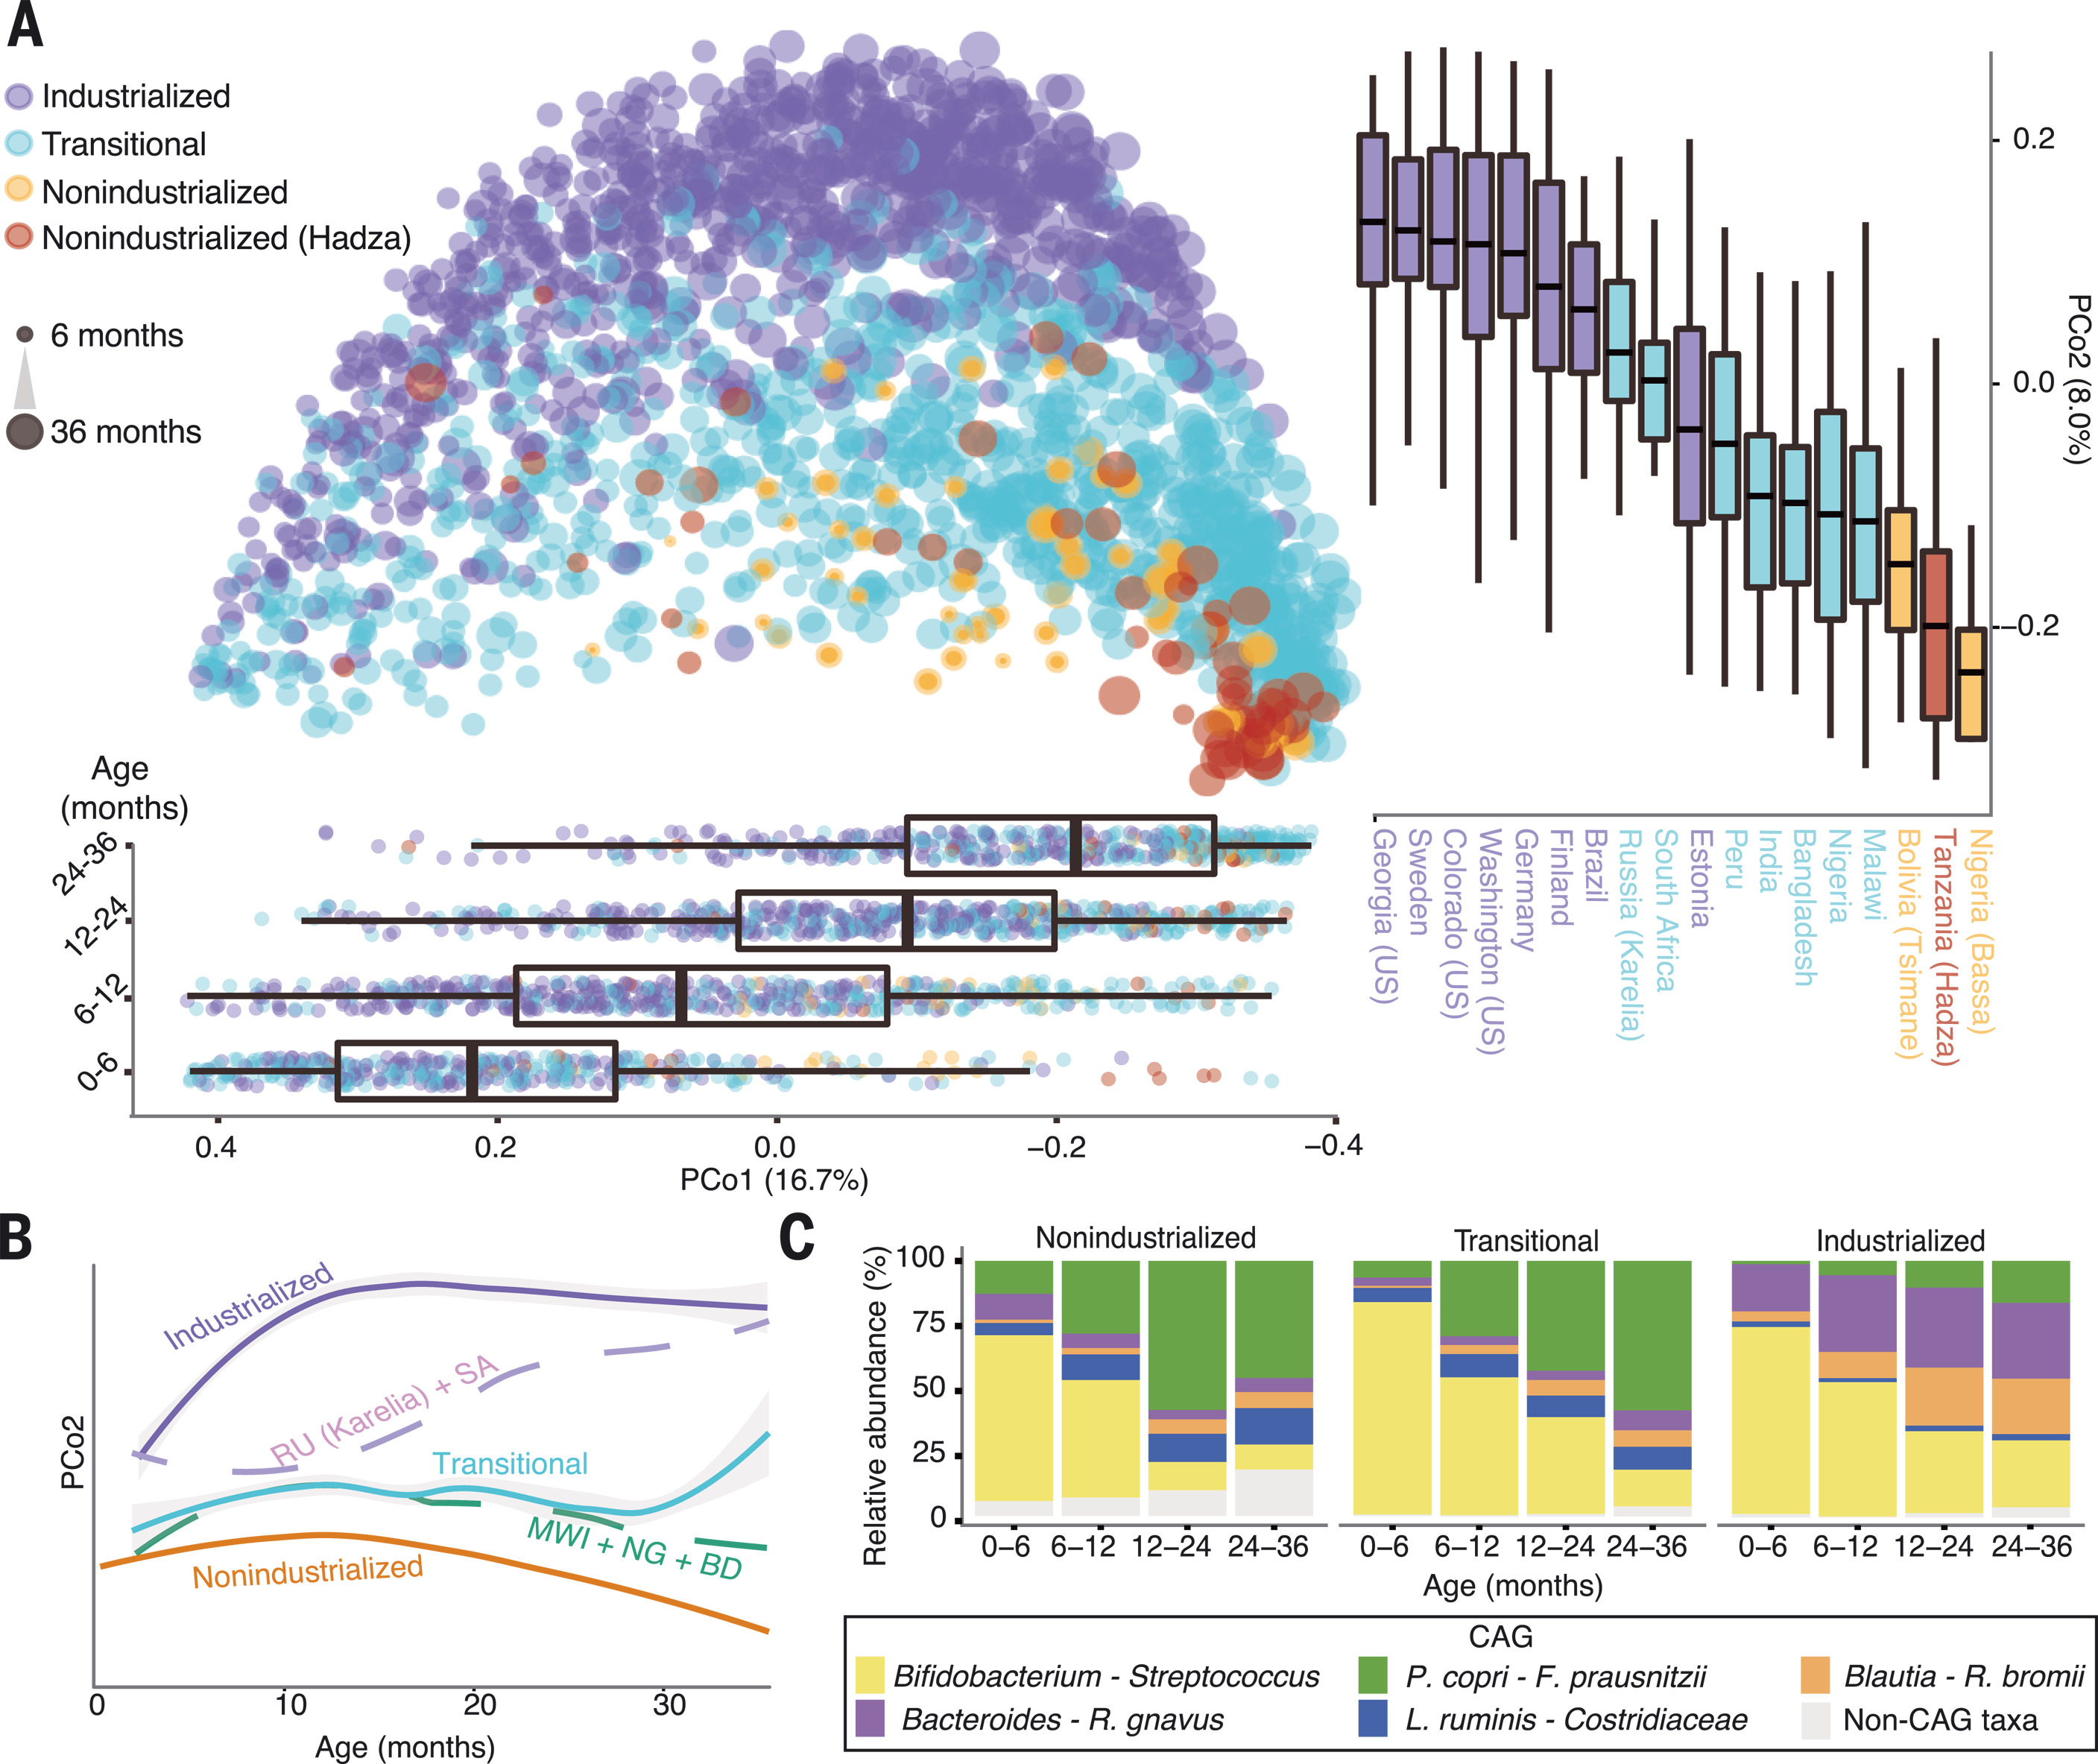 A
Industrialized
Transitional
Nonindustrialized
Nonindustrialized (Hadza)
6 months
36 months
0.2
0.0
−0.2
PCo2 (8.0%)
Georgia (US)
Sweden
Colorado (US)
Washington (US)
Germany
Finland
Brazil
Russia (Karelia)
South Africa
Estonia
Peru
India
Bangladesh
Nigeria
Malawi
Bolivia (Tsimane)
Tanzania (Hadza)
Nigeria (Bassa)
Age
(months)
24-36
12-24
6-12
0-6
0.4
0.2
0.0
−0.2
−0.4
PCo1 (16.7%)
B
PCo2
Industrialized
RU (Karelia) + SA
Transitional
MWI + NG + BD
Nonindustrialized
0
10
20
30
Age (months)
C
Relative abundance (%)
100
75
50
25
0
Nonindustrialized
Transitional
Industrialized
0–6
6–12
12–24
24–36
0–6
6–12
12–24
24–36
0–6
6–12
12–24
24–36
Age (months)
CAG
Bifidobacterium - Streptococcus
P. copri - F. prausnitzii
Blautia - R. bromii
Bacteroides - R. gnavus
L. ruminis - Costridiaceae
Non-CAG taxa